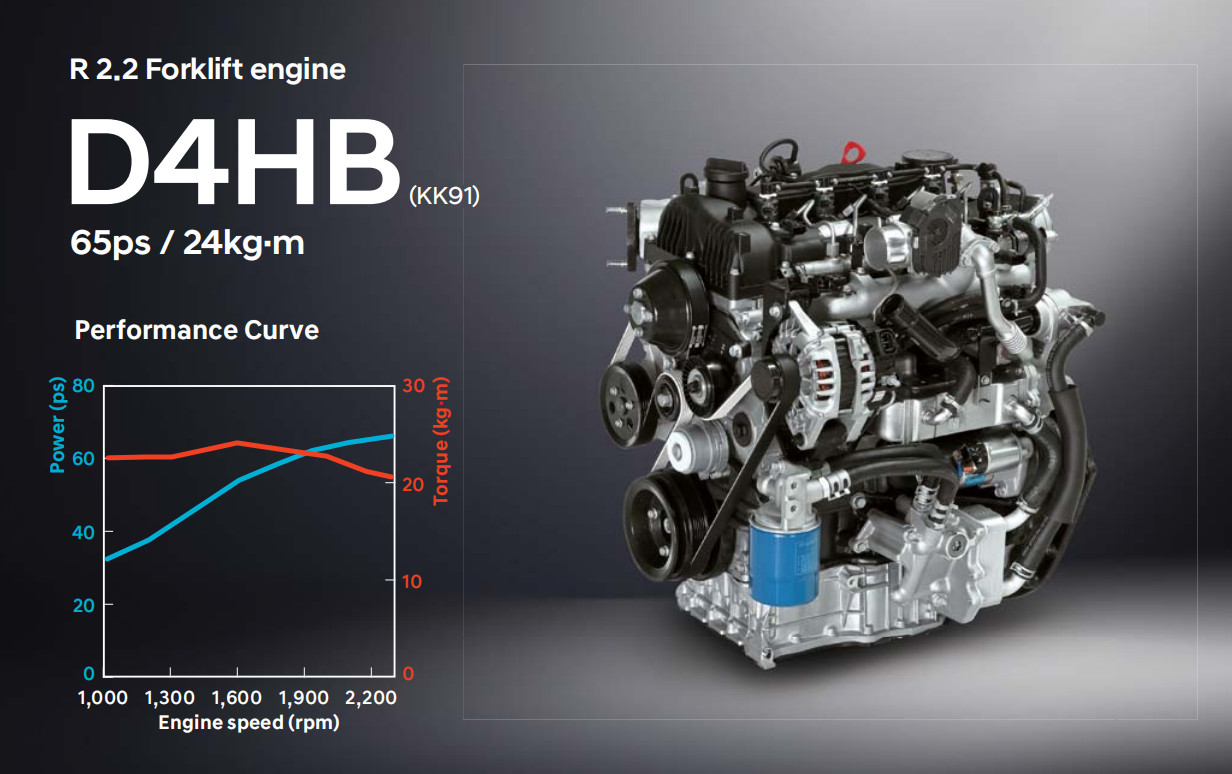 R 2.2 Forklift engine
D4HB (KK91)
65ps / 24kg·m
Performance Curve
Power (ps)
80
60
40
20
0
30
20
10
0
Torque (kg·m)
1,000 1,300 1,600 1,900 2,200
Engine speed (rpm)